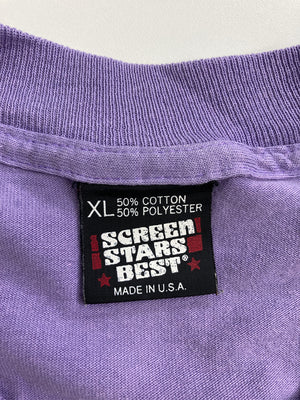 XL 50% COTTON
50% POLYESTER
SCREEN
STARS
BEST®
MADE IN U.S.A.